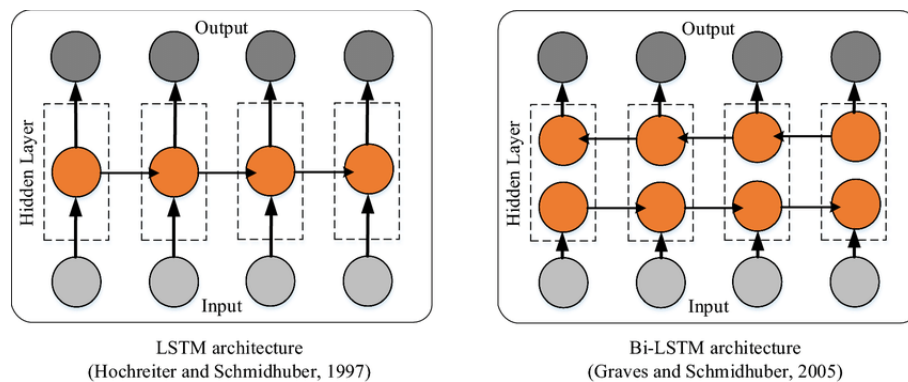 Output
Hidden Layer
Input
LSTM architecture
(Hochreiter and Schmidhuber, 1997)
Output
Hidden Layer
Input
Bi-LSTM architecture
(Graves and Schmidhuber, 2005)